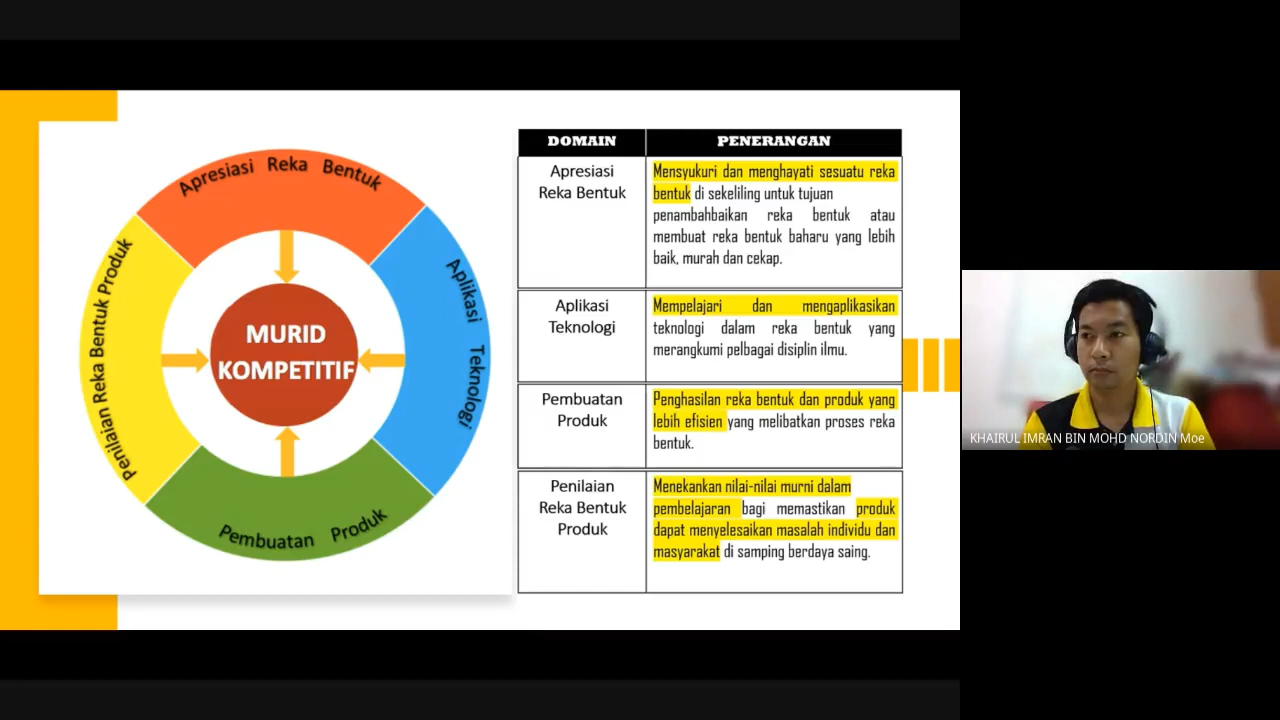 Apresiasi Reka Bentuk
Aplikasi Teknologi
Pembuatan Produk
Penilaian Reka Bentuk Produk
MURID
KOMPETITIF
DOMAIN
PENERANGAN
Apresiasi
Reka Bentuk
Mensyukuri dan menghayati sesuatu reka
bentuk di sekeliling untuk tujuan
penambahbaikan reka bentuk atau
membuat reka bentuk baharu yang lebih
baik, murah dan cekap.
Aplikasi
Teknologi
Mempelajari dan mengaplikasikan
teknologi dalam reka bentuk yang
merangkumi pelbagai disiplin ilmu.
Pembuatan
Produk
Penghasilan reka bentuk dan produk yang
lebih efisien yang melibatkan proses reka
bentuk.
Penilaian
Reka Bentuk
Produk
Menekankan nilai-nilai murni dalam
pembelajaran bagi memastikan produk
dapat menyelesaikan masalah individu dan
masyarakat di samping berdaya saing.
KHAIRUL IMRAN BIN MOHD NORDIN Moe